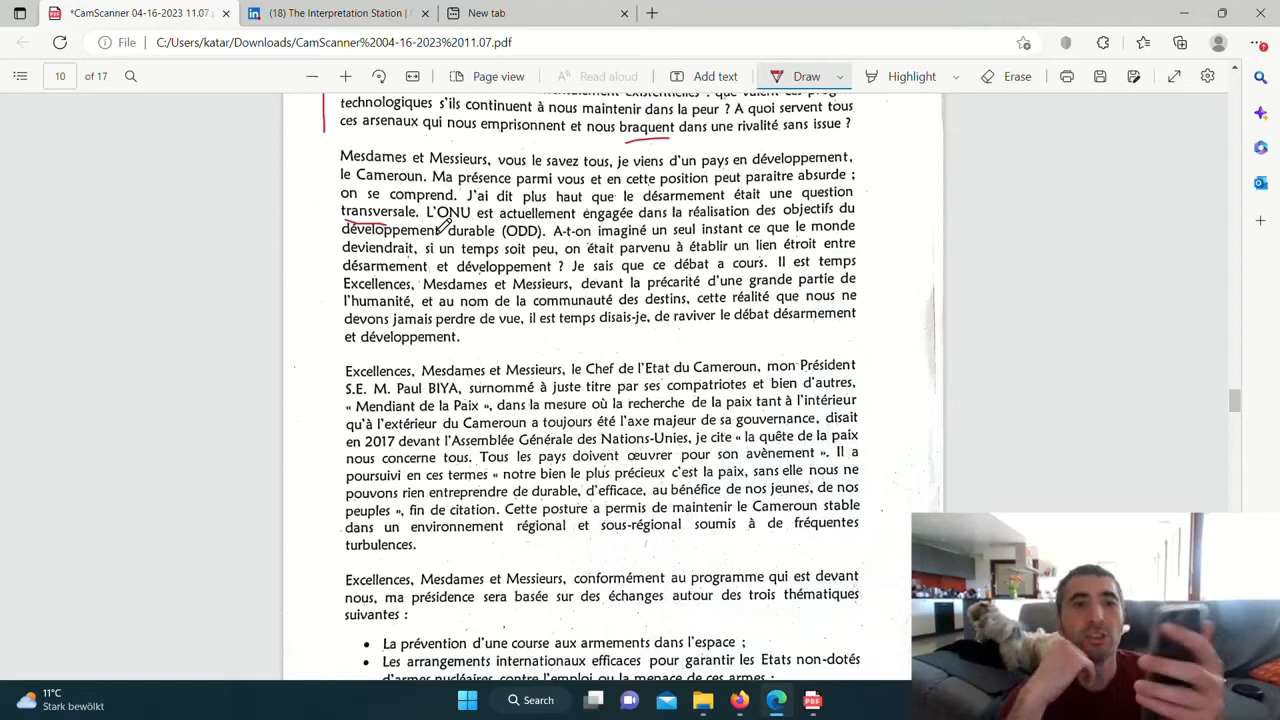 *CamScanner 04-16-2023 11.07.p
(18) The Interpretation Station |
New tab
File
C:/Users/katar/Downloads/CamScanner%2004-16-2023%2011.07.pdf
10 of 17
Page view
Read aloud
Add text
Draw
Highlight
Erase
existentielles : que valent ces
technologiques s'ils continuent à nous maintenir dans la peur ? A quoi servent tous
ces arsenaux qui nous emprisonnent et nous braquent dans une rivalité sans issue ?
Mesdames et Messieurs, vous le savez tous, je viens d'un pays en développement,
le Cameroun. Ma présence parmi vous et en cette position peut paraitre absurde ;
on se comprend. J'ai dit plus haut que le désarmement était une question
transversale. L'ONU est actuellement engagée dans la réalisation des objectifs du
développement durable (ODD). A-t-on imaginé un seul instant ce que le monde
deviendrait, si un temps soit peu, on était parvenu à établir un lien étroit entre
désarmement et développement ? Je sais que ce débat a cours. Il est temps
Excellences, Mesdames et Messieurs, devant la précarité d'une grande partie de
l'humanité, et au nom de la communauté des destins, cette réalité que nous ne
devons jamais perdre de vue, il est temps disais-je, de raviver le débat désarmement
et développement.
Excellences, Mesdames et Messieurs, le Chef de l'Etat du Cameroun, mon Président
S.E. M. Paul BIYA, surnommé à juste titre par ses compatriotes et bien d'autres,
« Mendiant de la Paix », dans la mesure où la recherche de la paix tant à l'intérieur
qu'à l'extérieur du Cameroun a toujours été l'axe majeur de sa gouvernance, disait
en 2017 devant l'Assemblée Générale des Nations-Unies, je cite « la quête de la paix
nous concerne tous. Tous les pays doivent œuvrer pour son avènement ». Il a
poursuivi en ces termes « notre bien le plus précieux c'est la paix, sans elle nous ne
pouvons rien entreprendre de durable, d'efficace, au bénéfice de nos jeunes, de nos
peuples », fin de citation. Cette posture a permis de maintenir le Cameroun stable
dans un environnement régional et sous-régional soumis à de fréquentes
turbulences.
Excellences, Mesdames et Messieurs, conformément au programme qui est devant
nous, ma présidence sera basée sur des échanges autour des trois thématiques
suivantes :
• La prévention d'une course aux armements dans l'espace ;
• Les arrangements internationaux efficaces pour garantir les Etats non-dotés
d'armes nucléaires contre l'emploi ou la menace de ces armes ;
11°C
Stark bewölkt
Search